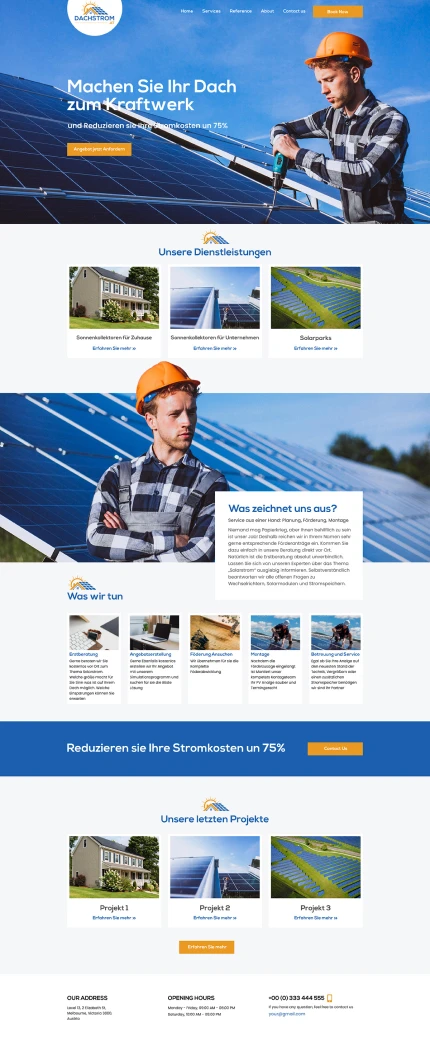 DACHSTROM
Home Services Reference About Contact us Book Now
Machen Sie Ihr Dach
zum Kraftwerk
und Reduzieren sie Ihre Stromkosten un 75%
Angebot jetzt Anfordern
Unsere Dienstleistungen
Sonnenkollektoren für Zuhause
Erfahren Sie mehr »
Sonnenkollektoren für Unternehmen
Erfahren Sie mehr »
Solarparks
Erfahren Sie mehr »
Was zeichnet uns aus?
Service aus einer Hand: Planung, Förderung, Montage
Niemand mag Papierkrieg, aber Ihnen behilflich zu sein
ist unser Job! Deshalb reichen wir in Ihrem Namen sehr
gerne entsprechende Förderanträge ein. Kommen Sie
dazu einfach in unsere Beratung direkt vor Ort.
Natürlich ist die Erstberatung absolut unverbindlich.
Lassen Sie sich von unseren Experten über das Thema
„Solarstrom“ ausgiebig informieren. Selbstverständlich
beantworten wir alle offenen Fragen zu
Wechselrichtern, Solarmodulen und Stromspeichern.
Was wir tun
Erstberatung
Gerne beraten wir Sie
kostenlos vor Ort zum
Thema Solarstrom,
welche größe macht für
Sie Sinn was ist auf Ihrem
Dach möglich. Welche
Einsparungen können Sie
erwarten
Angebotserstellung
Gerne Ebenfalls kostenlos
erstellen wir Ihr Angebot
mit unserem
Simulationsprogramm und
suchen für sie die Beste
Lösung
Föderung Ansuchen
Wir übernehmen für sie die
komplette
Förderabwicklung
Montage
Nachdem die
Förderzusage eingelangt
ist Montiert unser
kompetein Montageteam
Ihr PV Anlage sauber und
Termingerecht
Betreuung und Service
Egal ob Sie Ihre Anlage auf
den neuesten Stand der
Technik, Vergrößern oder
einen zusätzlichen
Stromspeicher benötigen
wir sind Ihr Partner
Reduzieren sie Ihre Stromkosten un 75%
Contact Us
Unsere letzten Projekte
Projekt 1
Erfahren Sie mehr »
Projekt 2
Erfahren Sie mehr »
Projekt 3
Erfahren Sie mehr »
Erfahren Sie mehr
OUR ADDRESS
Level 13, 2 Elizabeth St,
Melbourne, Victoria 3000,
Australia
OPENING HOURS
Monday – Friday, 09:00 AM – 05:00 PM
Saturday, 10:00 AM – 05:00 PM
+00 (0) 333 444 555
If you have any question, feel free to contact us
your@gmail.com